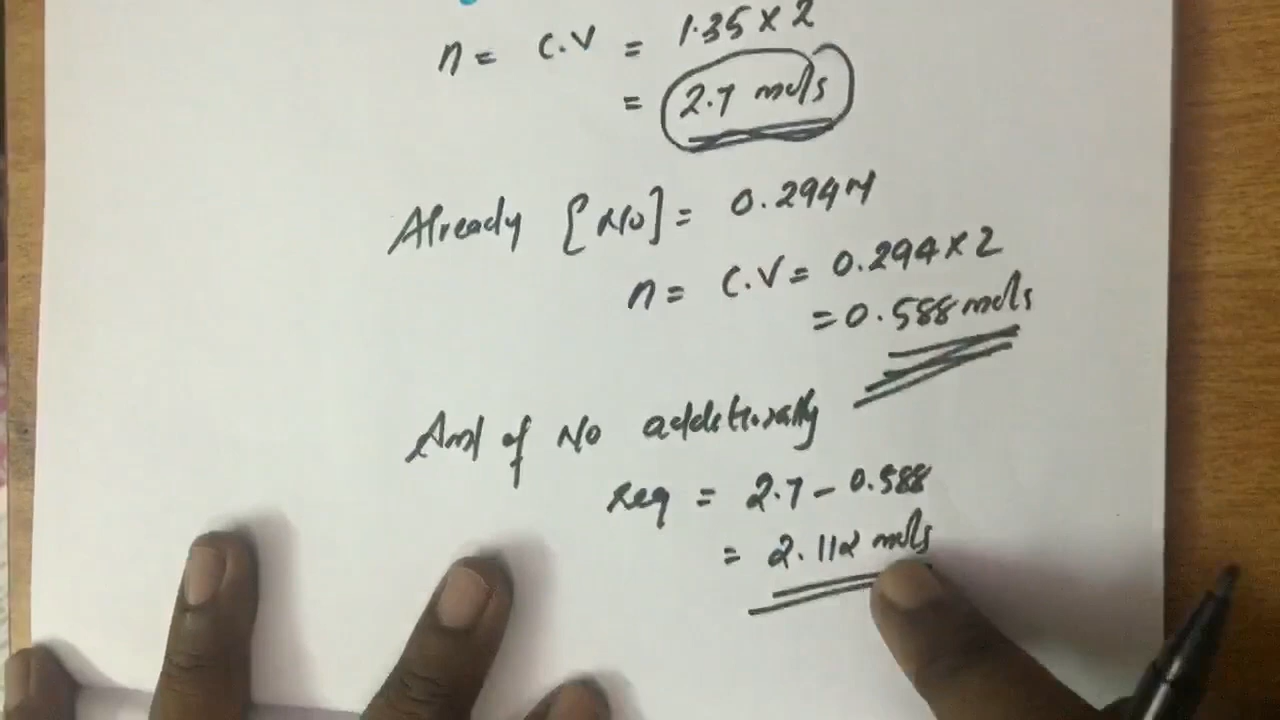 n = C.V = 1.35 × 2
= 2.7 mols
Already [NO] = 0.294M
n = C.V = 0.294 × 2
= 0.588 mols
Amt of NO additionally
req = 2.7 - 0.588
= 2.112 mols